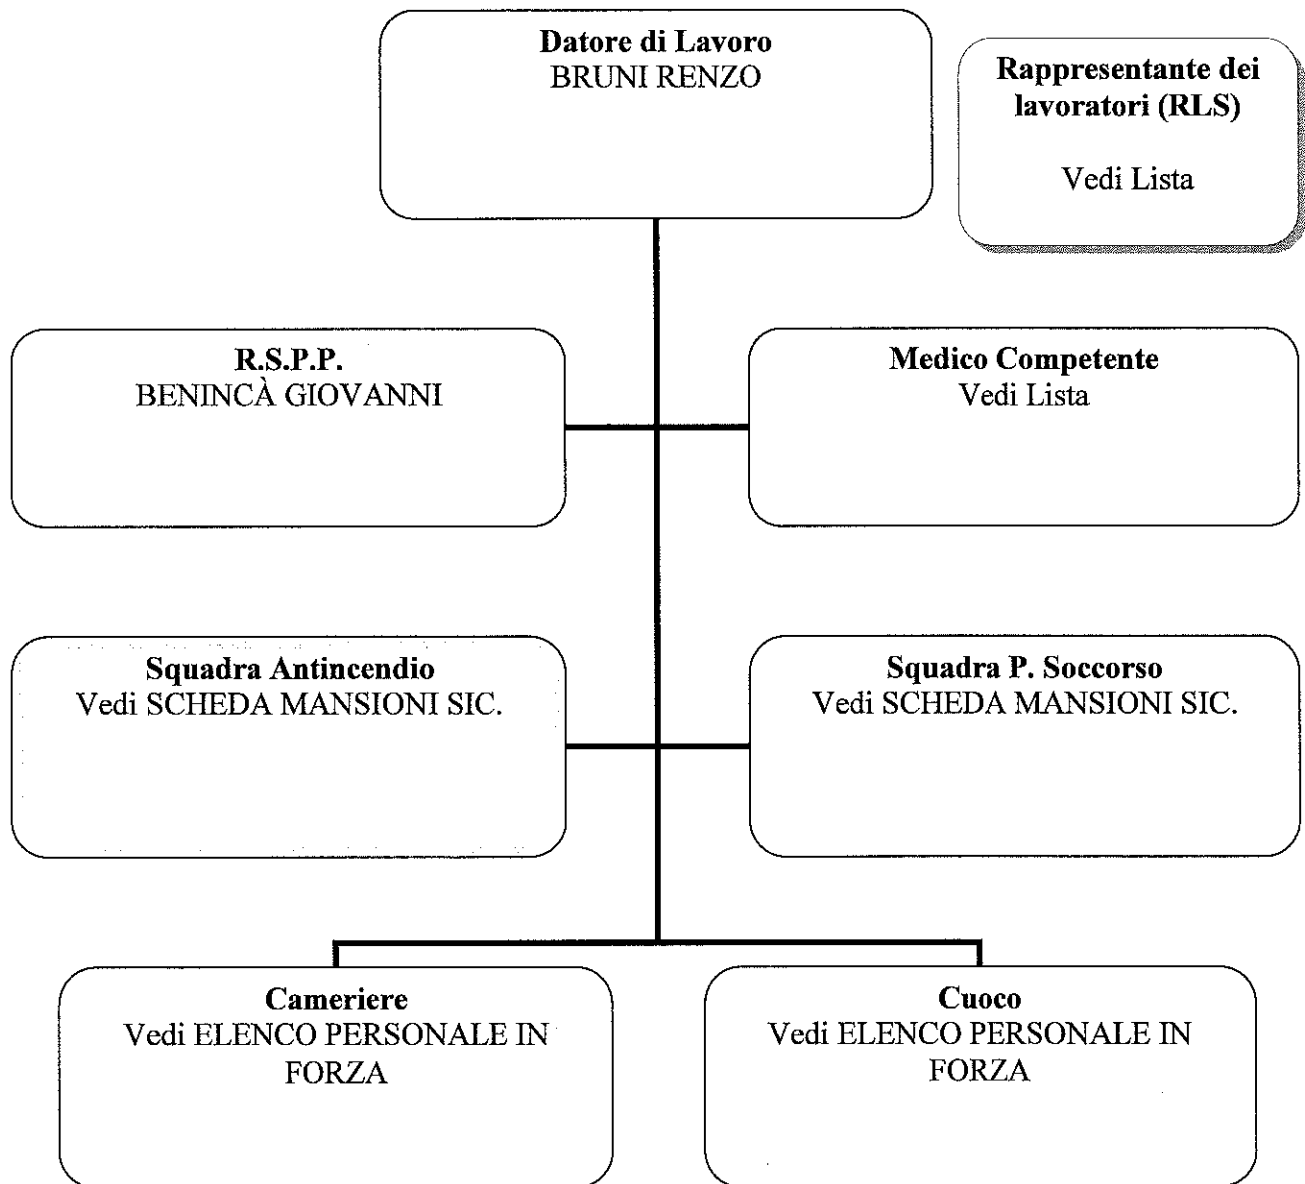 Datore di Lavoro
BRUNI RENZO
Rappresentante dei
lavoratori (RLS)
Vedi Lista
R.S.P.P.
BENINCÀ GIOVANNI
Medico Competente
Vedi Lista
Squadra Antincendio
Vedi SCHEDA MANSIONI SIC.
Squadra P. Soccorso
Vedi SCHEDA MANSIONI SIC.
Cameriere
Vedi ELENCO PERSONALE IN
FORZA
Cuoco
Vedi ELENCO PERSONALE IN
FORZA